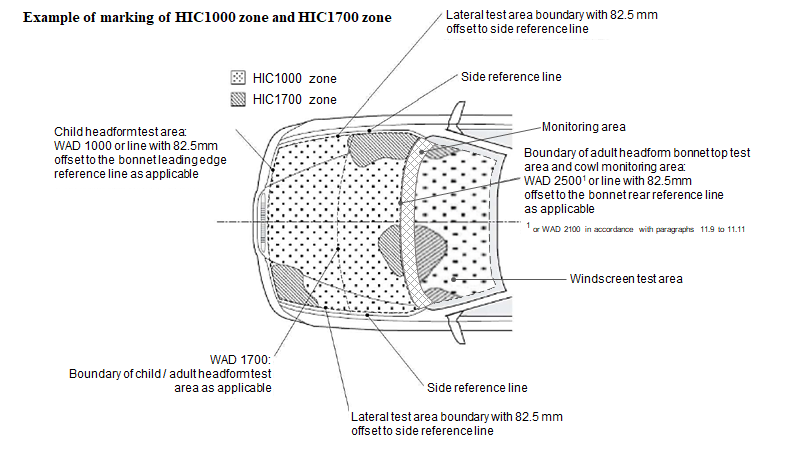 Example of marking of HIC1000 zone and HIC1700 zone
Lateral test area boundary with 82.5 mm
offset to side reference line
HIC1000 zone
HIC1700 zone
Side reference line
Child headform test area:
WAD 1000 or line with 82.5mm
offset to the bonnet leading edge
reference line as applicable
Monitoring area
Boundary of adult headform bonnet top test
area and cowl monitoring area:
WAD 2500¹ or line with 82.5mm
offset to the bonnet rear reference line
as applicable
¹ or WAD 2100 in accordance with paragraphs 11.9 to 11.11
Windscreen test area
WAD 1700:
Boundary of child / adult headform test
area as applicable
Side reference line
Lateral test area boundary with 82.5 mm
offset to side reference line